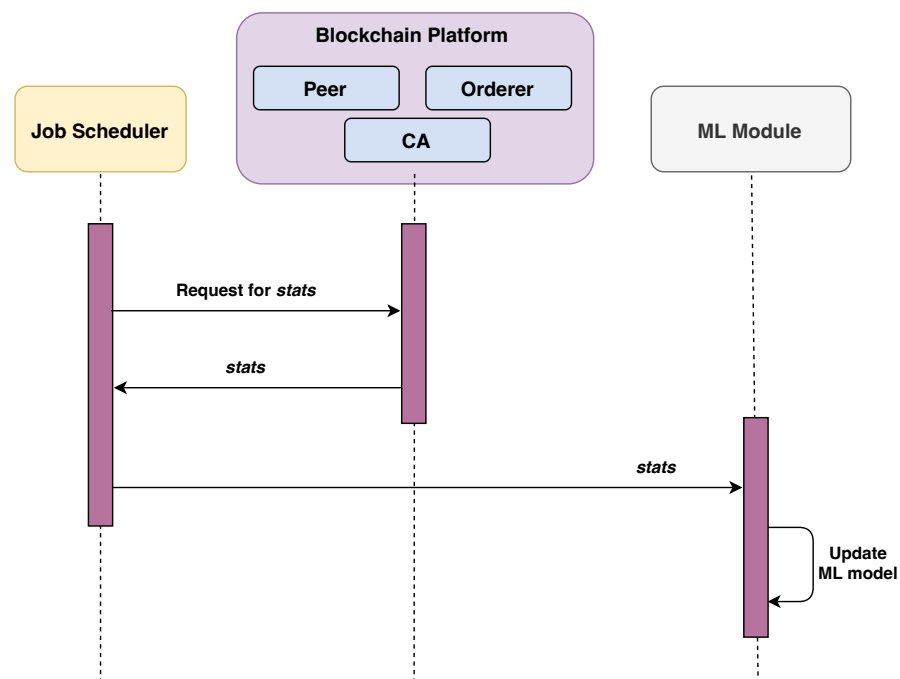 Blockchain Platform
Peer
Orderer
CA
Job Scheduler
ML Module
Request for stats
stats
stats
Update
ML model